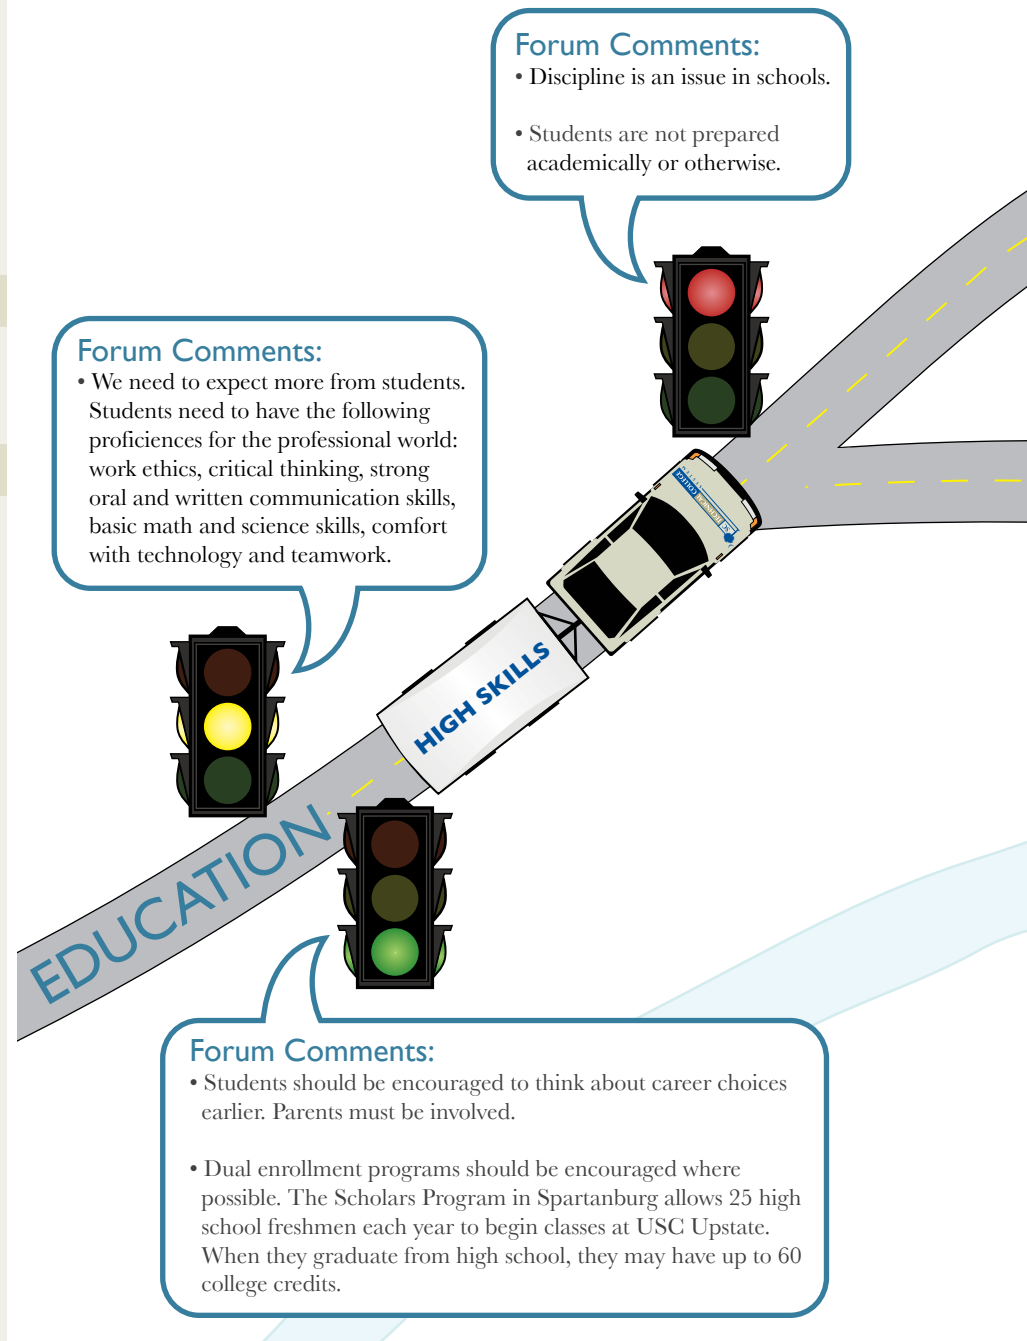 Forum Comments:
• Discipline is an issue in schools.
• Students are not prepared
academically or otherwise.
Forum Comments:
• We need to expect more from students.
Students need to have the following
proficiences for the professional world:
work ethics, critical thinking, strong
oral and written communication skills,
basic math and science skills, comfort
with technology and teamwork.
SC TECHNICAL COLLEGE
HIGH SKILLS
EDUCATION
Forum Comments:
• Students should be encouraged to think about career choices
earlier. Parents must be involved.
• Dual enrollment programs should be encouraged where
possible. The Scholars Program in Spartanburg allows 25 high
school freshmen each year to begin classes at USC Upstate.
When they graduate from high school, they may have up to 60
college credits.